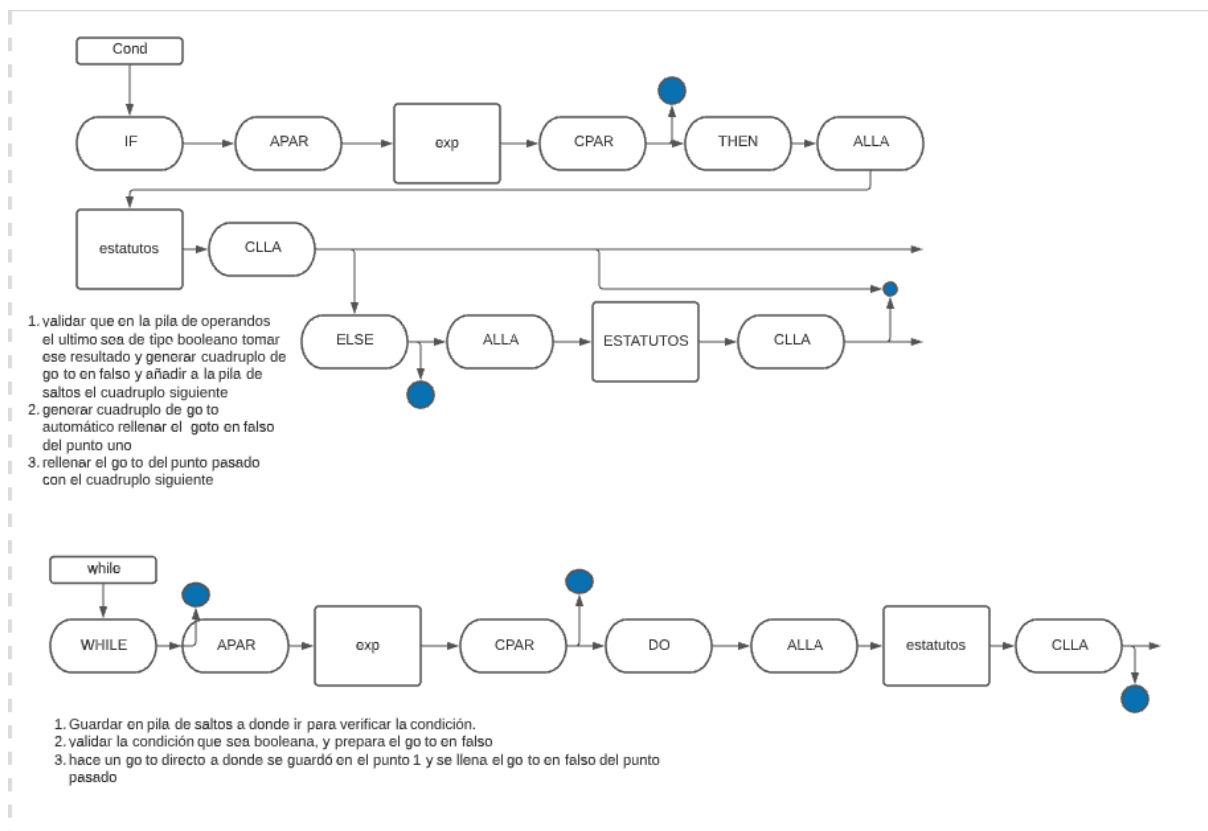 Cond
IF
APAR
exp
CPAR
THEN
ALLA
estatutos
CLLA
ELSE
ALLA
ESTATUTOS
CLLA
1. validar que en la pila de operandos
el ultimo sea de tipo booleano tomar
ese resultado y generar cuadruplo de
go to en falso y añadir a la pila de
saltos el cuadruplo siguiente
2. generar cuadruplo de go to
automático rellenar el goto en falso
del punto uno
3. rellenar el go to del punto pasado
con el cuadruplo siguiente
while
WHILE
APAR
exp
CPAR
DO
ALLA
estatutos
CLLA
1. Guardar en pila de saltos a donde ir para verificar la condición.
2. validar la condición que sea booleana, y prepara el go to en falso
3. hace un go to directo a donde se guardó en el punto 1 y se llena el go to en falso del punto
pasado